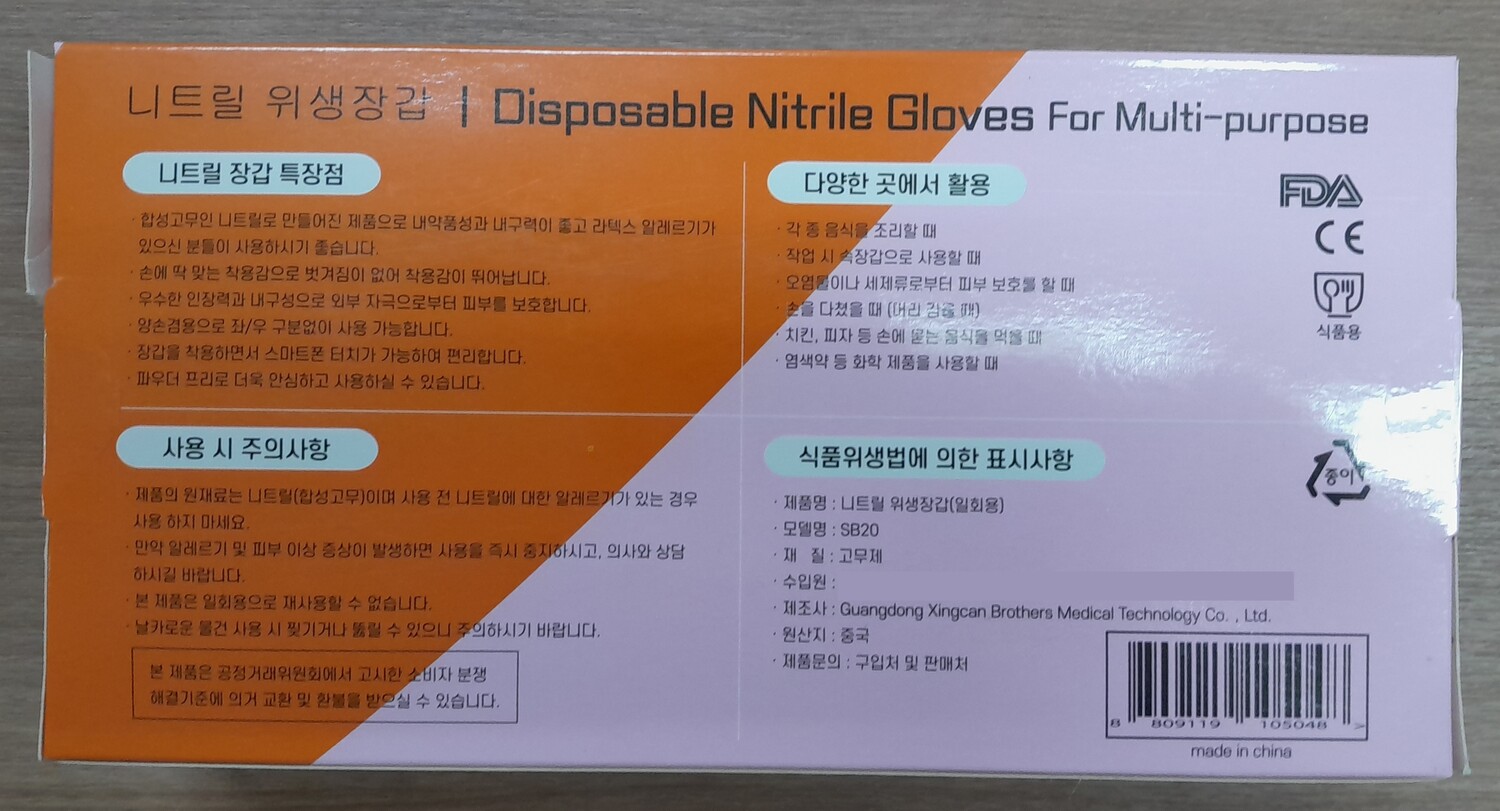 니트릴 위생장갑 | Disposable Nitrile Gloves For Multi-purpose
니트릴 장갑 특장점
· 합성고무인 니트릴로 만들어진 제품으로 내약품성과 내구력이 좋고 라텍스 알레르기가
있으신 분들이 사용하시기 좋습니다.
· 손에 딱 맞는 착용감으로 벗겨짐이 없어 착용감이 뛰어납니다.
· 우수한 인장력과 내구성으로 외부 자극으로부터 피부를 보호합니다.
· 양손겸용으로 좌/우 구분없이 사용 가능합니다.
· 장갑을 착용하면서 스마트폰 터치가 가능하여 편리합니다.
· 파우더 프리로 더욱 안심하고 사용하실 수 있습니다.
다양한 곳에서 활용
· 각 종 음식을 조리할 때
· 작업 시 속장갑으로 사용할 때
· 오염물이나 세제류로부터 피부 보호를 할 때
· 손을 다쳤을 때 (머리 감을 때)
· 치킨, 피자 등 손에 묻는 음식을 먹을 때
· 염색약 등 화학 제품을 사용할 때
FDA
CE
식품용
사용 시 주의사항
· 제품의 원재료는 니트릴(합성고무)이며 사용 전 니트릴에 대한 알레르기가 있는 경우
사용 하지 마세요.
· 만약 알레르기 및 피부 이상 증상이 발생하면 사용을 즉시 중지하시고, 의사와 상담
하시길 바랍니다.
· 본 제품은 일회용으로 재사용할 수 없습니다.
· 날카로운 물건 사용 시 찢기거나 뚫릴 수 있으니 주의하시기 바랍니다.
본 제품은 공정거래위원회에서 고시한 소비자 분쟁
해결기준에 의거 교환 및 환불을 받으실 수 있습니다.
식품위생법에 의한 표시사항
· 제품명 : 니트릴 위생장갑(일회용)
· 모델명 : SB20
· 재 질 : 고무제
· 수입원 :
· 제조사 : Guangdong Xingcan Brothers Medical Technology Co. , Ltd.
· 원산지 : 중국
· 제품문의 : 구입처 및 판매처
종이
8 809119 105048 >
made in china